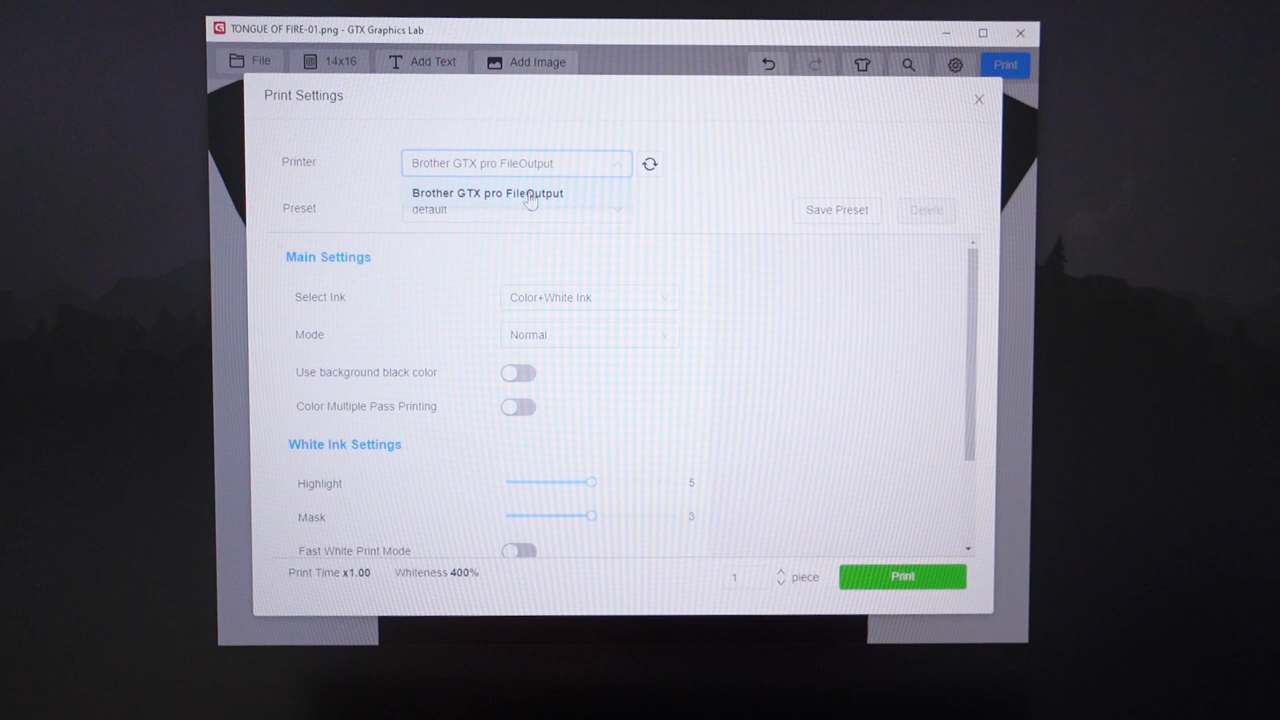 TONGUE OF FIRE-01.png - GTX Graphics Lab
File 14x16 Add Text Add Image Print
Print Settings
Printer Brother GTX pro FileOutput
Brother GTX pro FileOutput
Preset default Save Preset Delete
Main Settings
Select Ink Color+White Ink
Mode Normal
Use background black color
Color Multiple Pass Printing
White Ink Settings
Highlight 5
Mask 3
Fast White Print Mode
Print Time x1.00 Whiteness 400% 1 piece Print